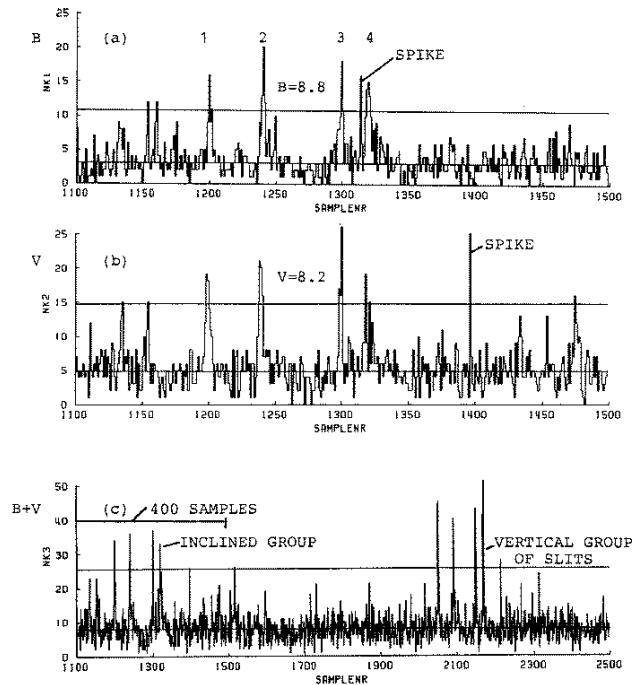 B (a) 1 2 3 4
SPIKE
B=8.8
NK1
25
20
15
10
5
0
1100 1150 1200 1250 1300 1350 1400 1450 1500
SAMPLENR
V (b)
SPIKE
V=8.2
NK2
25
20
15
10
5
0
1100 1150 1200 1250 1300 1350 1400 1450 1500
SAMPLENR
B+V (c) 400 SAMPLES
INCLINED GROUP
VERTICAL GROUP
OF SLITS
NK3
50
40
30
20
10
0
1100 1300 1500 1700 1900 2100 2300 2500
SAMPLENR